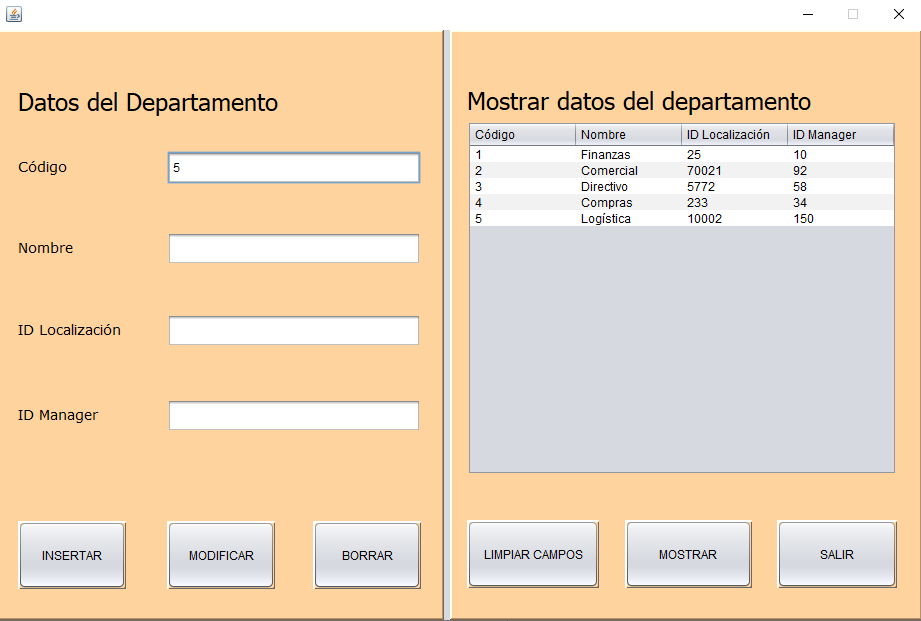 Datos del Departamento
Código
5
Nombre
ID Localización
ID Manager
INSERTAR
MODIFICAR
BORRAR
Mostrar datos del departamento
Código Nombre ID Localización ID Manager
1 Finanzas 25 10
2 Comercial 70021 92
3 Directivo 5772 58
4 Compras 233 34
5 Logística 10002 150
LIMPIAR CAMPOS
MOSTRAR
SALIR